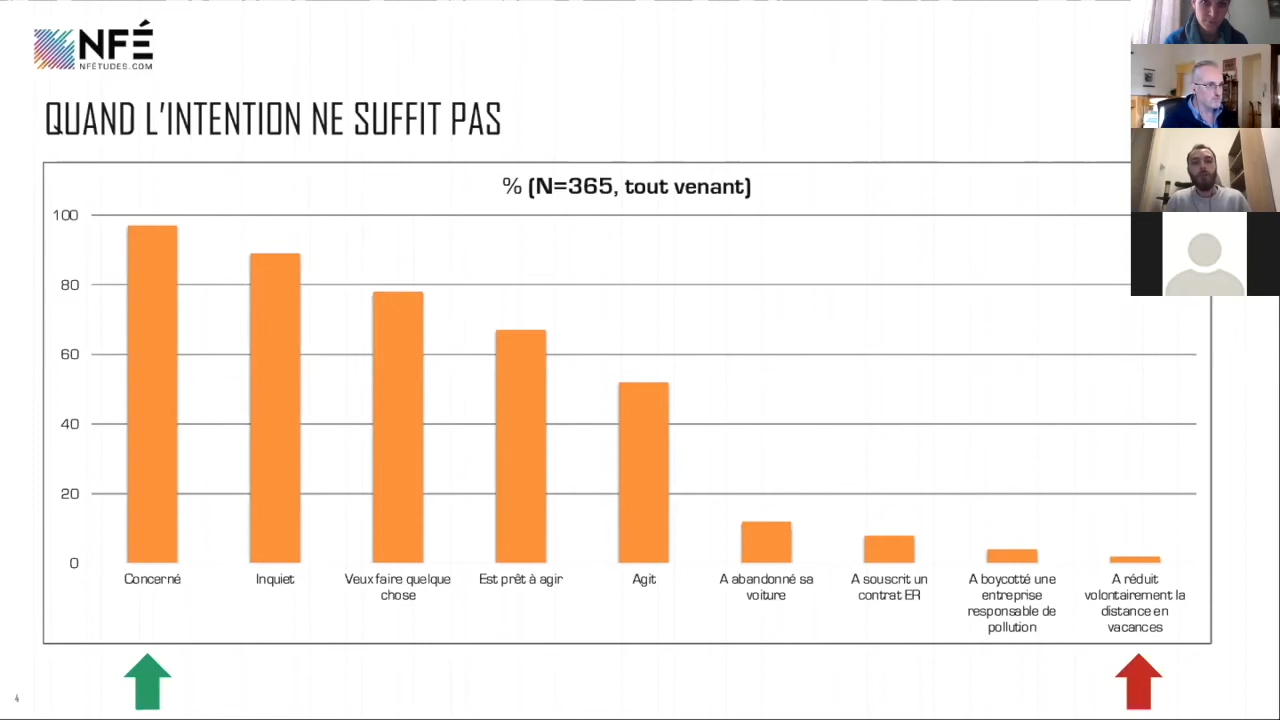 NFÉ
NFÉTUDES.COM
QUAND L'INTENTION NE SUFFIT PAS
% (N=365, tout venant)
100
80
60
40
20
0
Concerné
Inquiet
Veux faire quelque
chose
Est prêt à agir
Agit
A abandonné sa
voiture
A souscrit un
contrat ER
A boycotté une
entreprise
responsable de
pollution
A réduit
volontairement la
distance en
vacances
4